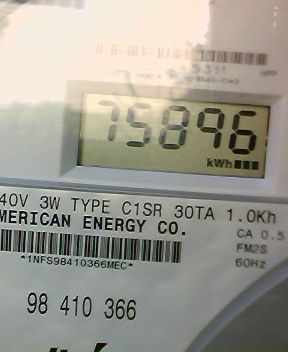 75896
kWh
40V 3W TYPE C1SR 30TA 1.0Kh
MERICAN ENERGY CO.
CA 0.5
FM2S
*1NFS98410366MEC*
60Hz
98 410 366